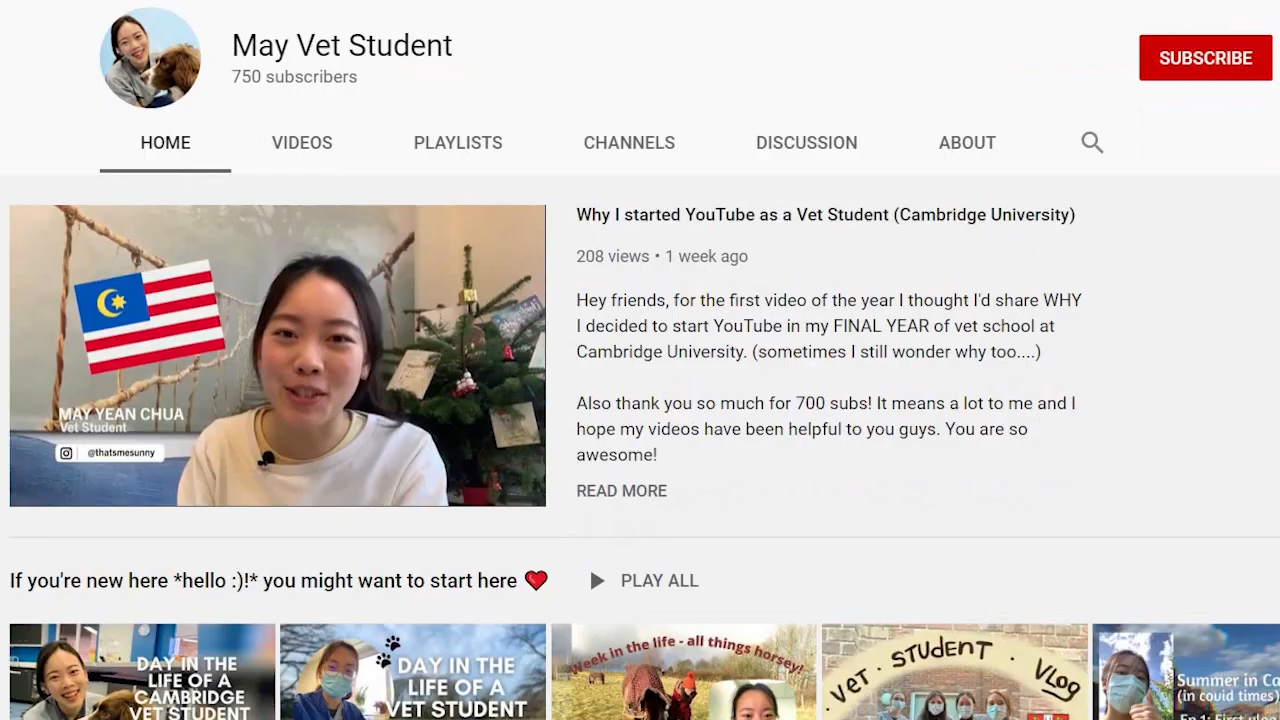 May Vet Student
750 subscribers
SUBSCRIBE
HOME VIDEOS PLAYLISTS CHANNELS DISCUSSION ABOUT
MAY YEAN CHUA
Vet Student
@thatsmesunny
Why I started YouTube as a Vet Student (Cambridge University)
208 views • 1 week ago
Hey friends, for the first video of the year I thought I'd share WHY
I decided to start YouTube in my FINAL YEAR of vet school at
Cambridge University. (sometimes I still wonder why too....)
Also thank you so much for 700 subs! It means a lot to me and I
hope my videos have been helpful to you guys. You are so
awesome!
READ MORE
If you're new here *hello :)!* you might want to start here ❤️
PLAY ALL
DAY IN THE
LIFE OF A
CAMBRIDGE
VET STUDENT
DAY IN THE
LIFE OF A
VET STUDENT
Week in the life - all things horsey!
VET · STUDENT · VLOG
Summer in Ca
(in covid times)